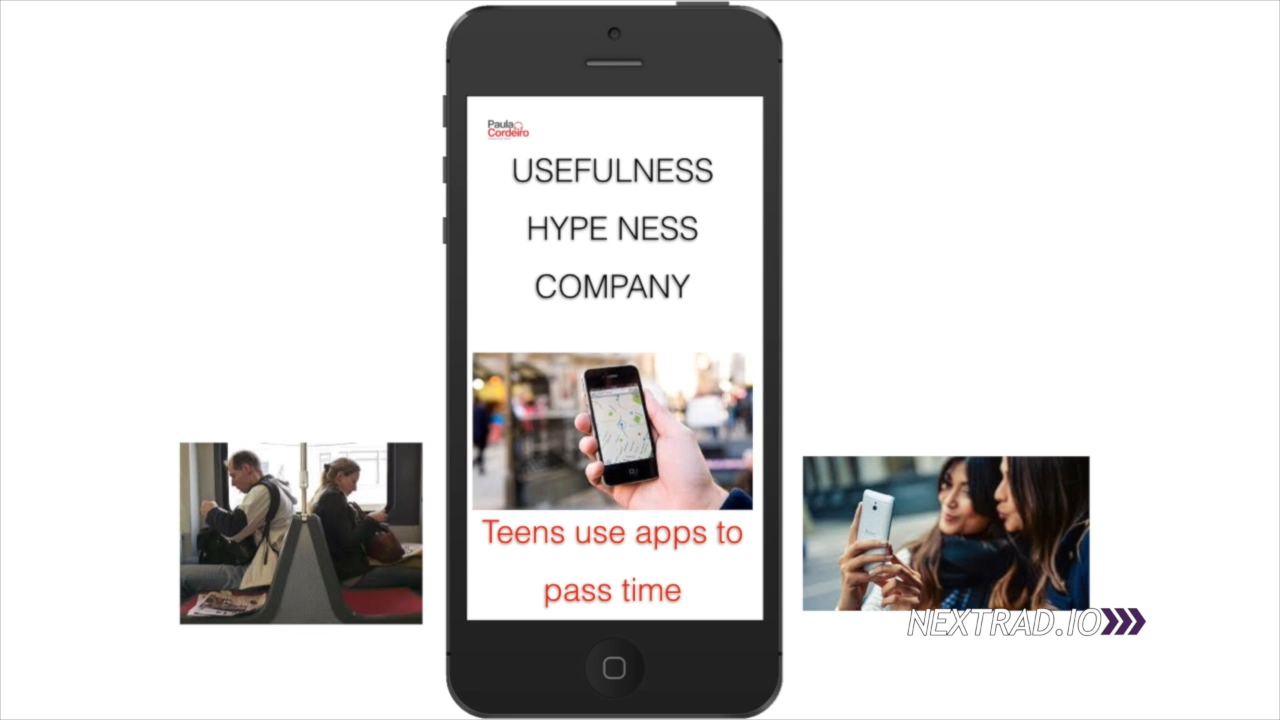 Paula
Cordeiro
USEFULNESS
HYPE NESS
COMPANY
Teens use apps to
pass time
NEXTRAD.IO